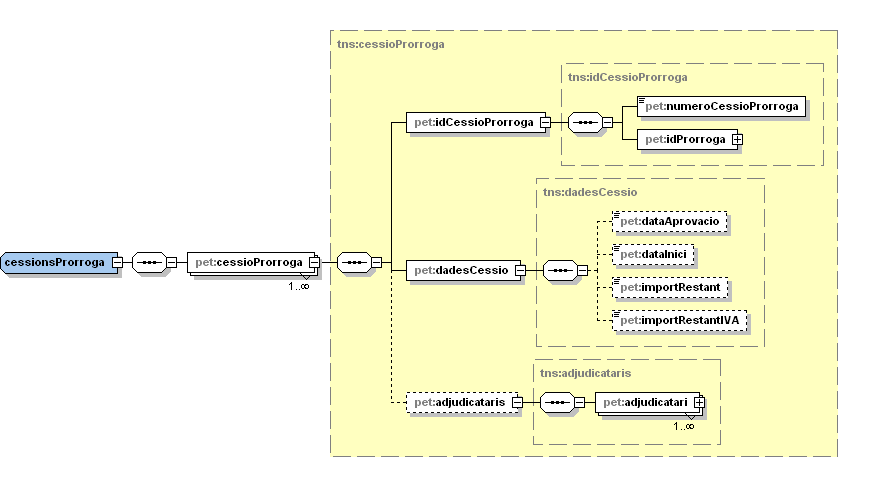 tns:cessioProrroga
tns:idCessioProrroga
pet:numeroCessioProrroga
pet:idCessioProrroga
pet:idProrroga
tns:dadesCessio
pet:dataAprovacio
pet:dataInici
cessionsProrroga
pet:cessioProrroga
pet:dadesCessio
1..∞
pet:importRestant
pet:importRestantIVA
tns:adjudicataris
pet:adjudicataris
pet:adjudicatari
1..∞